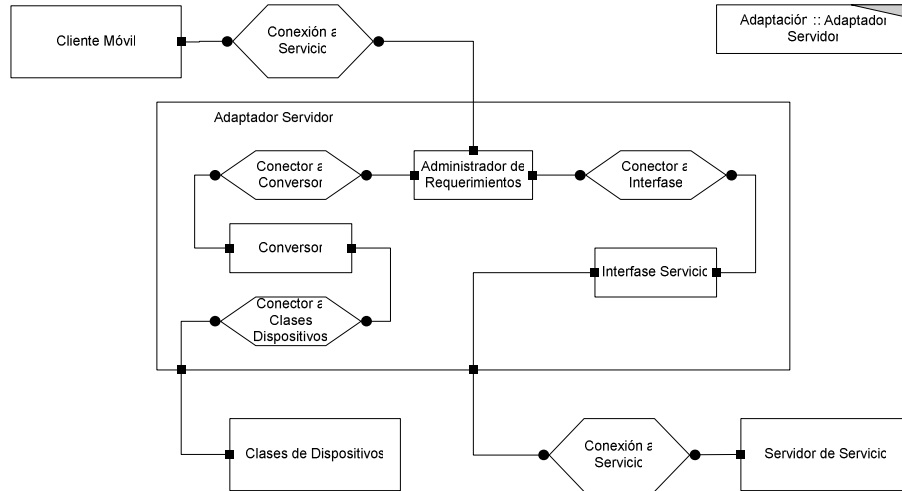 Cliente Móvil
Conexión a
Servicio
Adaptación :: Adaptador
Servidor
Adaptador Servidor
Conector a
Conversor
Administrador de
Requerimientos
Conector a
Interfase
Conversor
Interfase Servicio
Conector a
Clases
Dispositivos
Clases de Dispositivos
Conexión a
Servicio
Servidor de Servicio